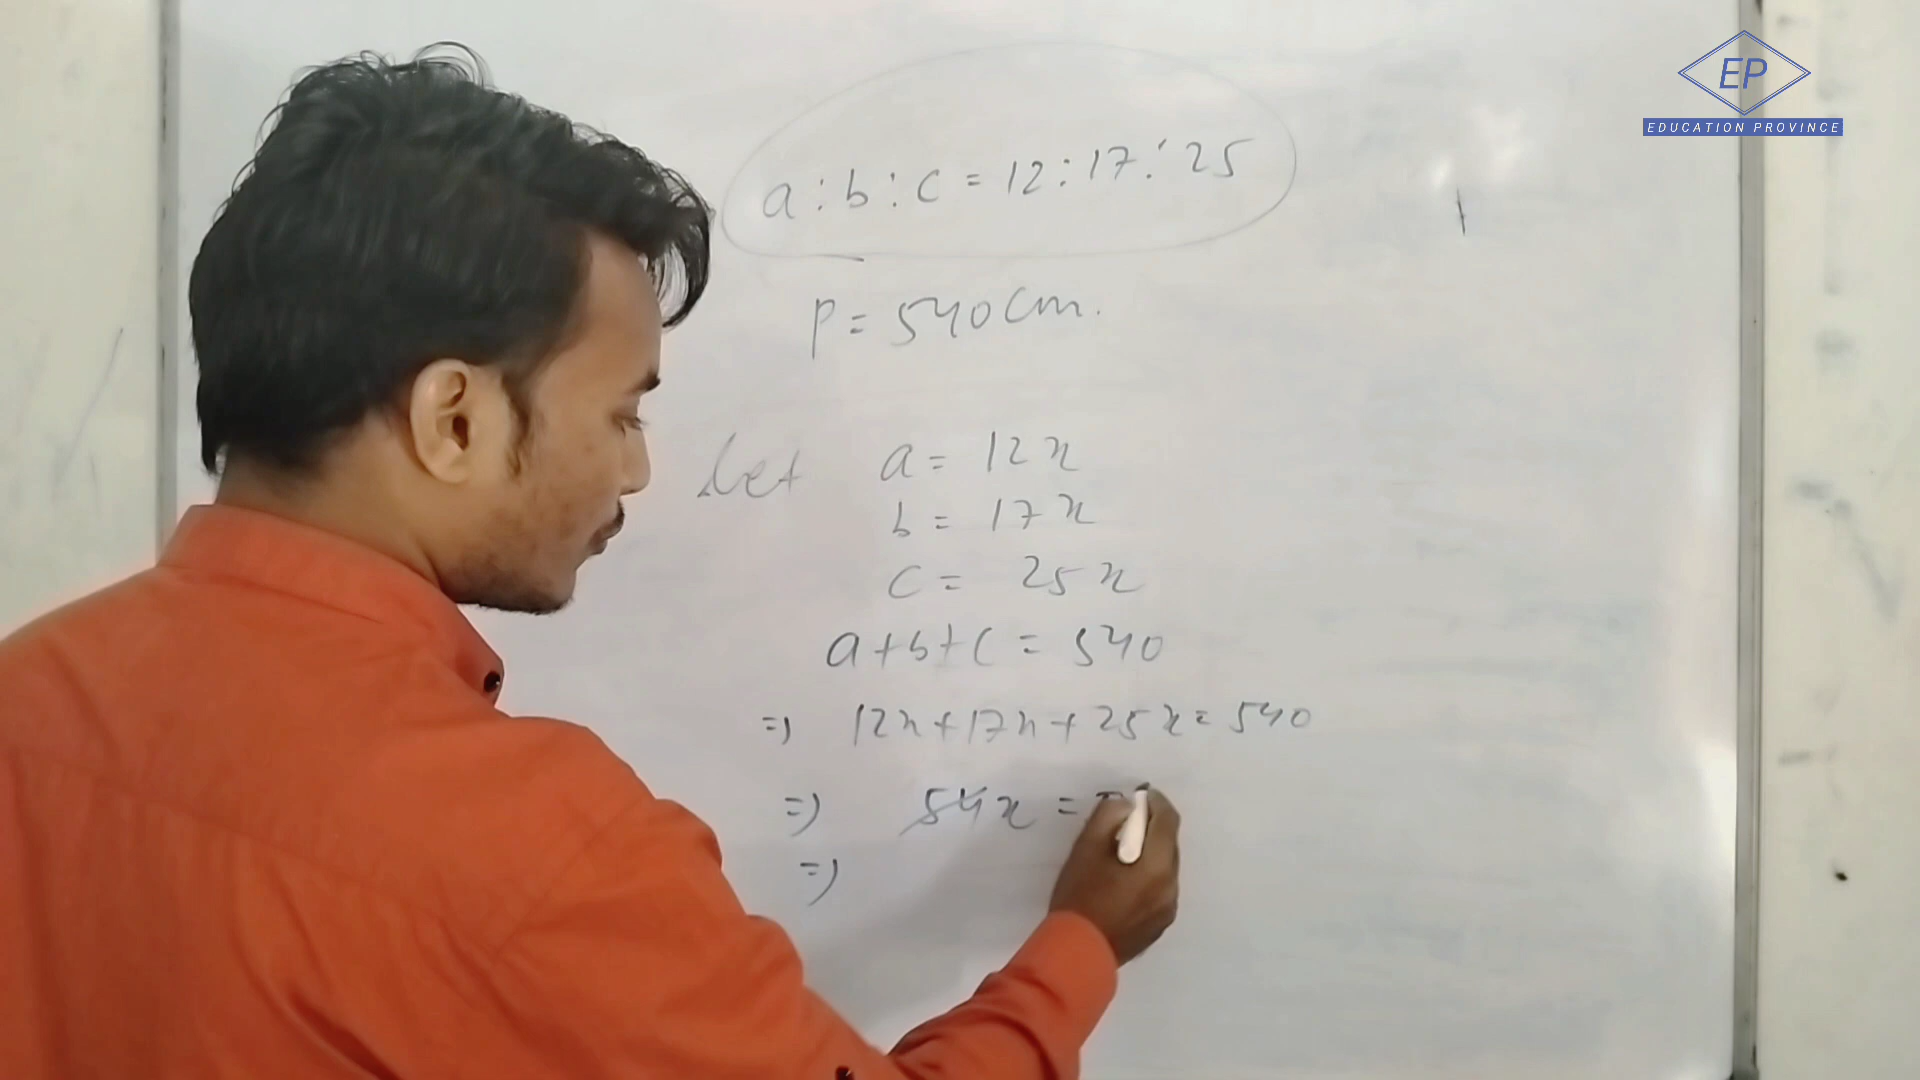 EP
EDUCATION PROVINCE
a : b : c = 12 : 17 : 25
P = 540 cm.
Let a = 12x
b = 17x
c = 25x
a + b + c = 540
=) 12x + 17x + 25x = 540
=) 54x =
=)